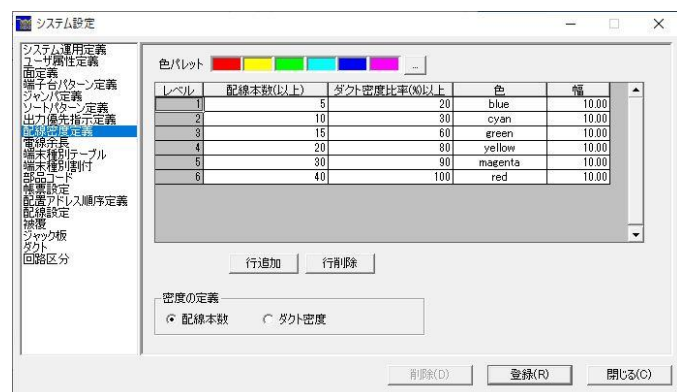 システム設定
システム運用定義
ユーザ属性定義
面定義
端子台パターン定義
ジャンパ定義
ソートパターン定義
出力優先指示定義
配線密度定義
電線余長
端末種別テーブル
端末種別割付
部品コード
帳票設定
配置アドレス順序定義
配線設定
被覆
ジャック板
ダクト
回路区分
色パレット ...
レベル 配線本数(以上) ダクト密度比率(%)以上 色 幅
1 5 20 blue 10.00
2 10 30 cyan 10.00
3 15 60 green 10.00
4 20 80 yellow 10.00
5 30 90 magenta 10.00
6 40 100 red 10.00
行追加 行削除
密度の定義
配線本数 ダクト密度
削除(D) 登録(R) 閉じる(C)